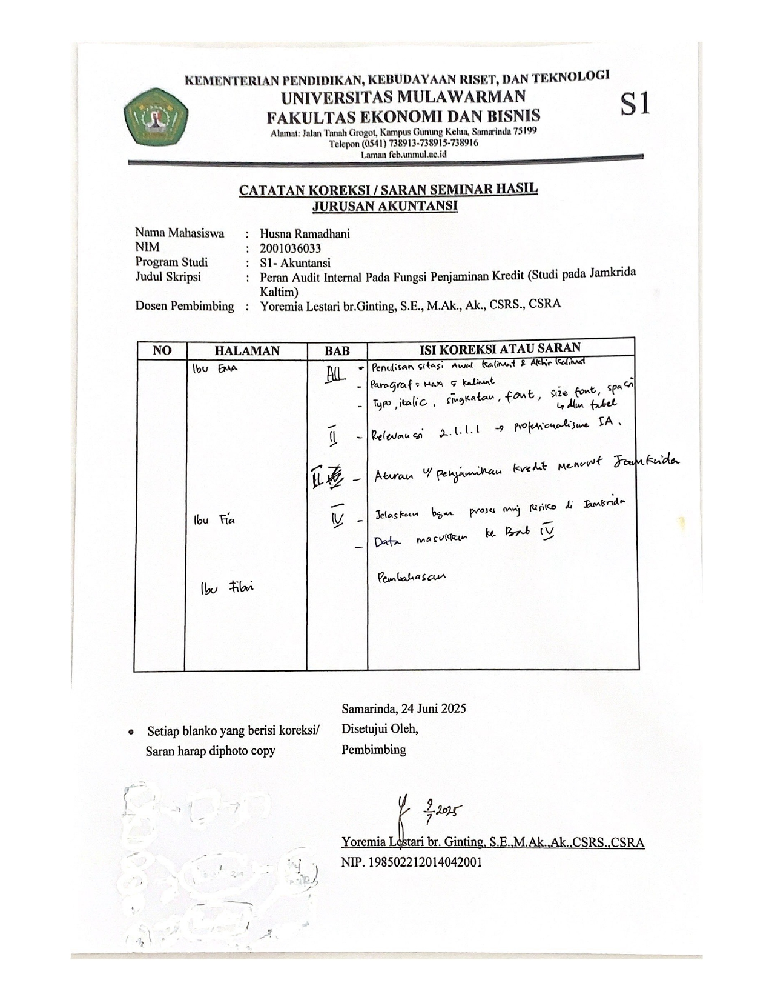 KEMENTERIAN PENDIDIKAN, KEBUDAYAAN RISET, DAN TEKNOLOGI
UNIVERSITAS MULAWARMAN
S1
FAKULTAS EKONOMI DAN BISNIS
Alamat: Jalan Tanah Grogot, Kampus Gunung Kelua, Samarinda 75199
Telepon (0541) 738913-738915-738916
Laman feb.unmul.ac.id
CATATAN KOREKSI / SARAN SEMINAR HASIL
JURUSAN AKUNTANSI
Nama Mahasiswa : Husna Ramadhani
NIM : 2001036033
Program Studi : S1- Akuntansi
Judul Skripsi : Peran Audit Internal Pada Fungsi Penjaminan Kredit (Studi pada Jamkrida
Kaltim)
Dosen Pembimbing : Yoremia Lestari br.Ginting, S.E., M.Ak., Ak., CSRS., CSRA
NO HALAMAN BAB ISI KOREKSI ATAU SARAN
Ibu Ema ALL - Penulisan sitasi Awal kalimat & Akhir kalimat
- Paragraf = Max. 5 kalimat
- Typo, italic, singkatan, font, size font, spasi
↳ dlm tabel
II - Relevansi 2.1.1.1 → profesionalisme IA.
II - Aturan u/ penjaminan kredit menurut Jamkrida
Ibu Fia IV - Jelaskan bgm proses mnj Risiko di Jamkrida
- Data masukkan ke Bab IV
Ibu Fibri Pembahasan
Samarinda, 24 Juni 2025
• Setiap blanko yang berisi koreksi/ Disetujui Oleh,
Saran harap diphoto copy Pembimbing
9/7 2025
Yoremia Lestari br. Ginting, S.E.,M.Ak.,Ak.,CSRS.,CSRA
NIP. 198502212014042001